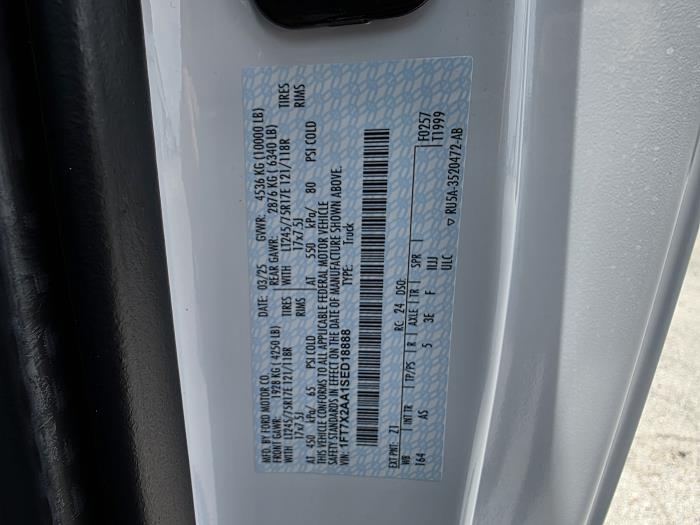 MFD. BY FORD MOTOR CO.
DATE: 03/25 GVWR: 4536 KG (10000 LB)
FRONT GAWR: 1928 KG ( 4250 LB) REAR GAWR: 2876 KG ( 6340 LB)
LT245/75R17E 121/118R TIRES WITH LT245/75R17E 121/118R TIRES
17x7.5J RIMS 17x7.5J RIMS
AT 450 kPa/ 65 PSI COLD AT 550 kPa/ 80 PSI COLD
THIS VEHICLE CONFORMS TO ALL APPLICABLE FEDERAL MOTOR VEHICLE
SAFETY STANDARDS IN EFFECT ON THE DATE OF MANUFACTURE SHOWN ABOVE.
1FT7X2AA1SED18888 TYPE: Truck
F0257
T1999
EXT PNT: Z1 RC: 24 DSO:
WB INT TR TP/PS R AXLE TR SPR
164 AS 5 3E F IIJJ
ULC
▽ RU5A-3520472-AB